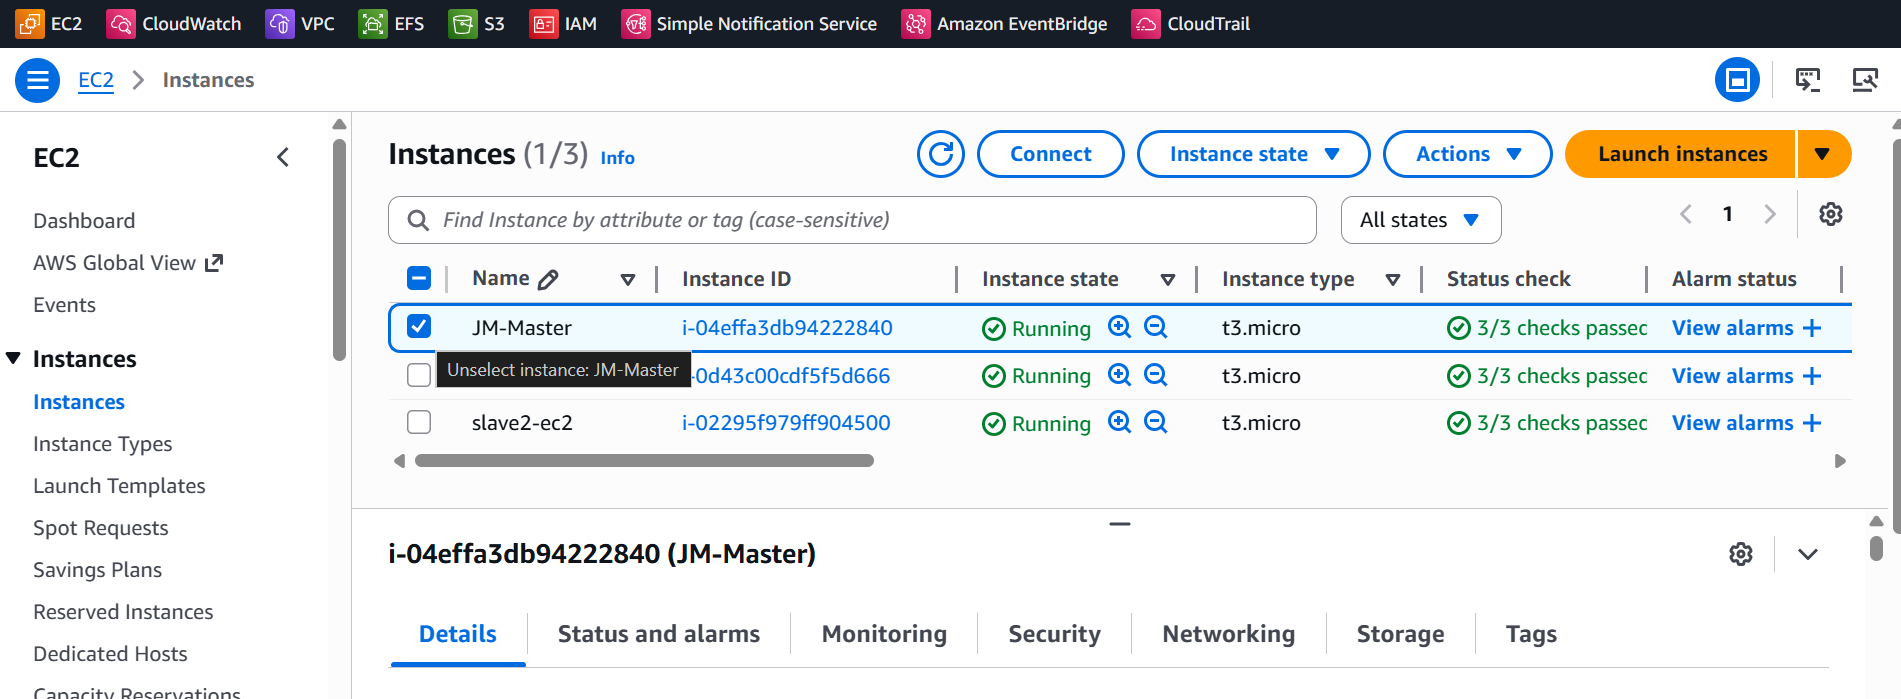 EC2 CloudWatch VPC EFS S3 IAM Simple Notification Service Amazon EventBridge CloudTrail
EC2 Instances
EC2
Dashboard
AWS Global View
Events
Instances
Instances
Instance Types
Launch Templates
Spot Requests
Savings Plans
Reserved Instances
Dedicated Hosts
Capacity Reservations
Instances (1/3) Info Connect Instance state Actions Launch instances
Find Instance by attribute or tag (case-sensitive) All states 1
Name Instance ID Instance state Instance type Status check Alarm status
JM-Master i-04effa3db94222840 Running t3.micro 3/3 checks passed View alarms +
Unselect instance: JM-Master -0d43c00cdf5f5d666 Running t3.micro 3/3 checks passed View alarms +
slave2-ec2 i-02295f979ff904500 Running t3.micro 3/3 checks passed View alarms +
i-04effa3db94222840 (JM-Master)
Details Status and alarms Monitoring Security Networking Storage Tags